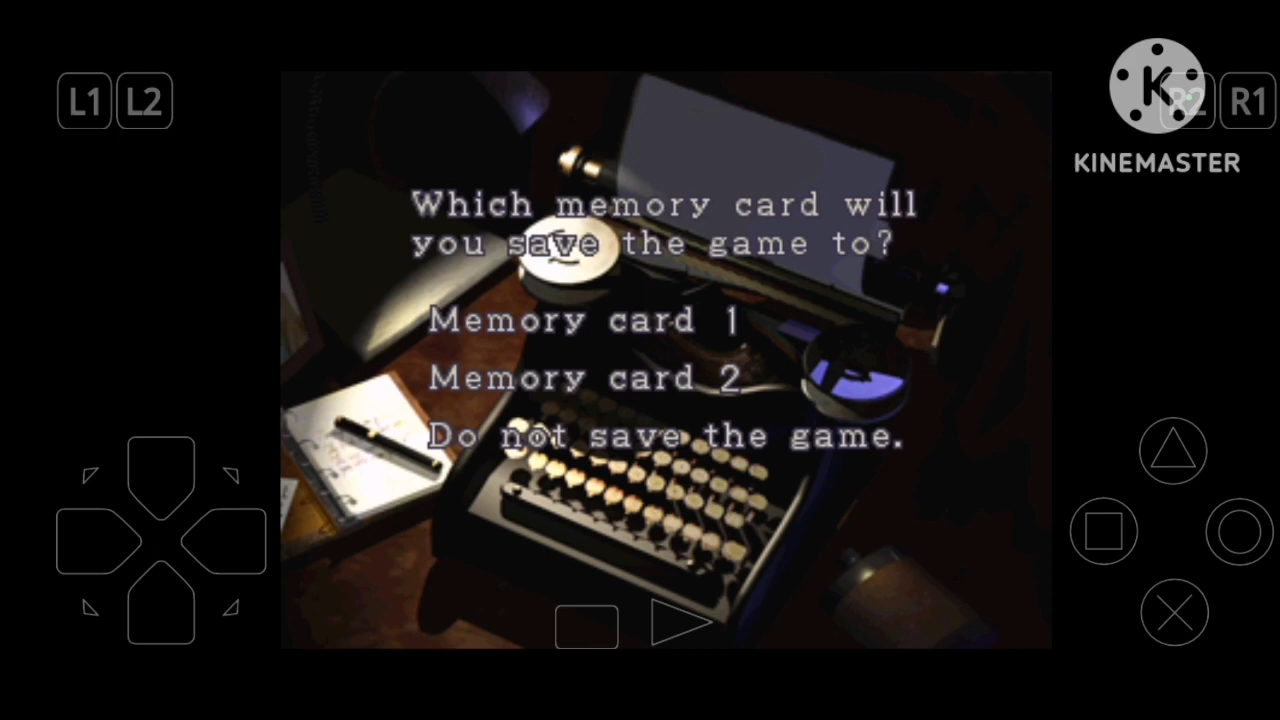 L1 L2
R2 R1
KINEMASTER
Which memory card will
you save the game to?
Memory card 1
Memory card 2
Do not save the game.